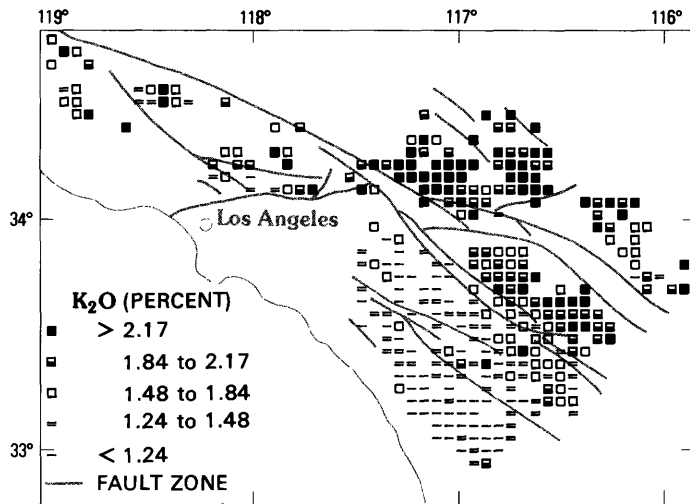 119° 118° 117° 116°
34°
Los Angeles
K₂O (PERCENT)
> 2.17
1.84 to 2.17
1.48 to 1.84
1.24 to 1.48
< 1.24
33°
FAULT ZONE